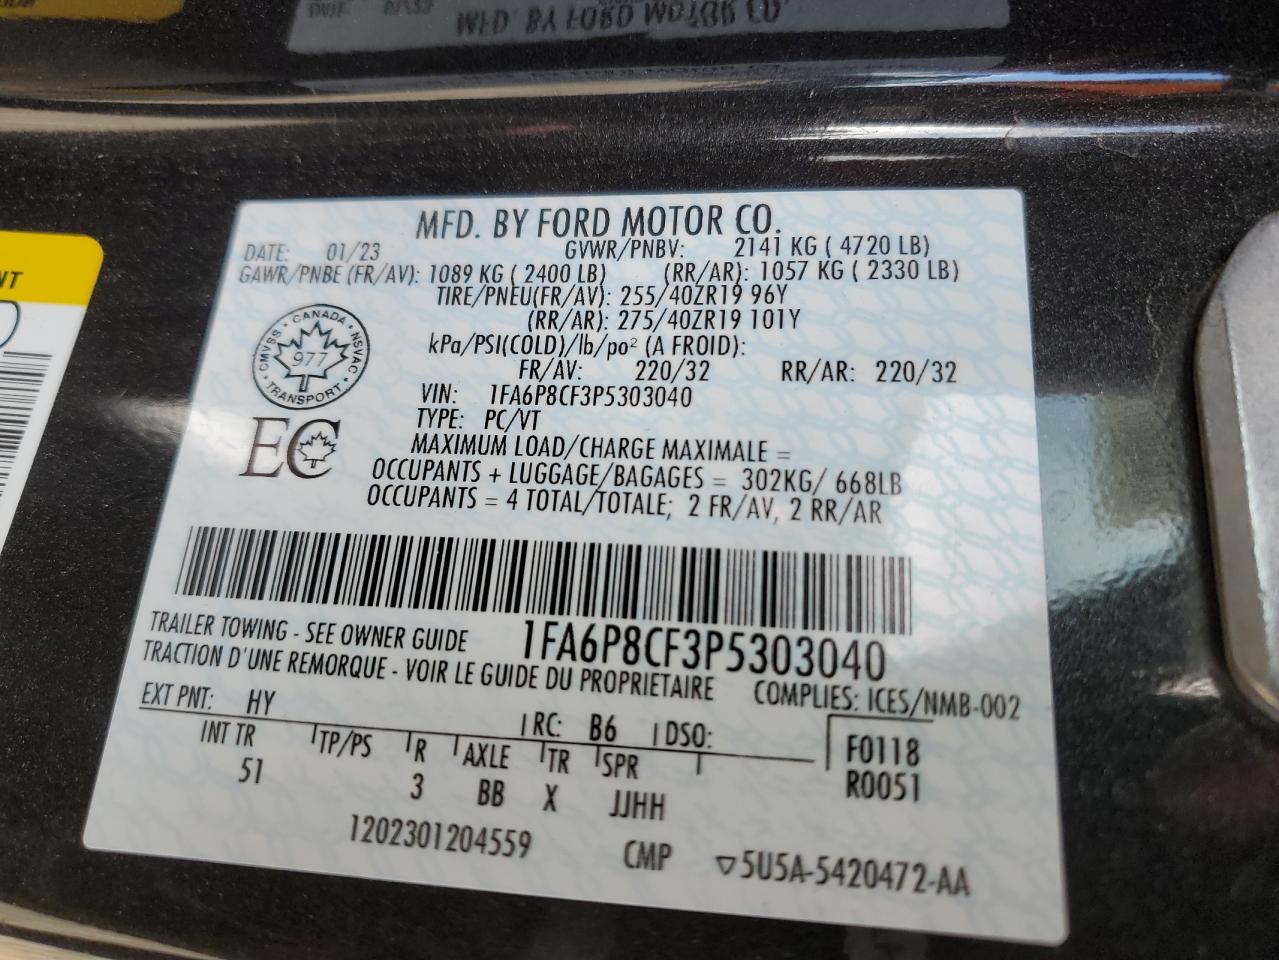 MFD. BY FORD MOTOR CO.
DATE: 01/23 GVWR/PNBV: 2141 KG ( 4720 LB)
GAWR/PNBE (FR/AV): 1089 KG ( 2400 LB) (RR/AR): 1057 KG ( 2330 LB)
TIRE/PNEU(FR/AV): 255/40ZR19 96Y
(RR/AR): 275/40ZR19 101Y
kPa/PSI(COLD)/lb/po² (A FROID):
FR/AV: 220/32 RR/AR: 220/32
VIN: 1FA6P8CF3P5303040
TYPE: PC/VT
MAXIMUM LOAD/CHARGE MAXIMALE =
OCCUPANTS + LUGGAGE/BAGAGES = 302KG/ 668LB
OCCUPANTS = 4 TOTAL/TOTALE; 2 FR/AV, 2 RR/AR
CANADA
CMVSS 977 NSVAC
TRANSPORT
EC
TRAILER TOWING - SEE OWNER GUIDE 1FA6P8CF3P5303040
TRACTION D'UNE REMORQUE - VOIR LE GUIDE DU PROPRIETAIRE COMPLIES: ICES/NMB-002
EXT PNT: HY RC: B6 DSO: F0118
INT TR TP/PS R AXLE TR SPR R0051
51 3 BB X JJHH
1202301204559 CMP ▽5U5A-5420472-AA
NT